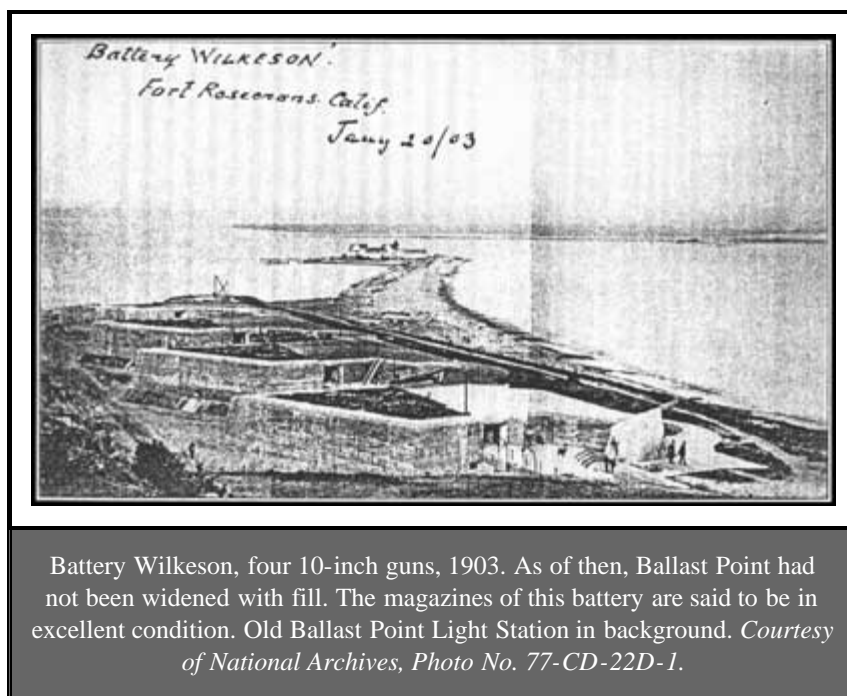 Battery WILKESON!
Fort Rosecrans. Calif.
Jany 20/03
Battery Wilkeson, four 10-inch guns, 1903. As of then, Ballast Point had
not been widened with fill. The magazines of this battery are said to be in
excellent condition. Old Ballast Point Light Station in background. Courtesy
of National Archives, Photo No. 77-CD-22D-1.